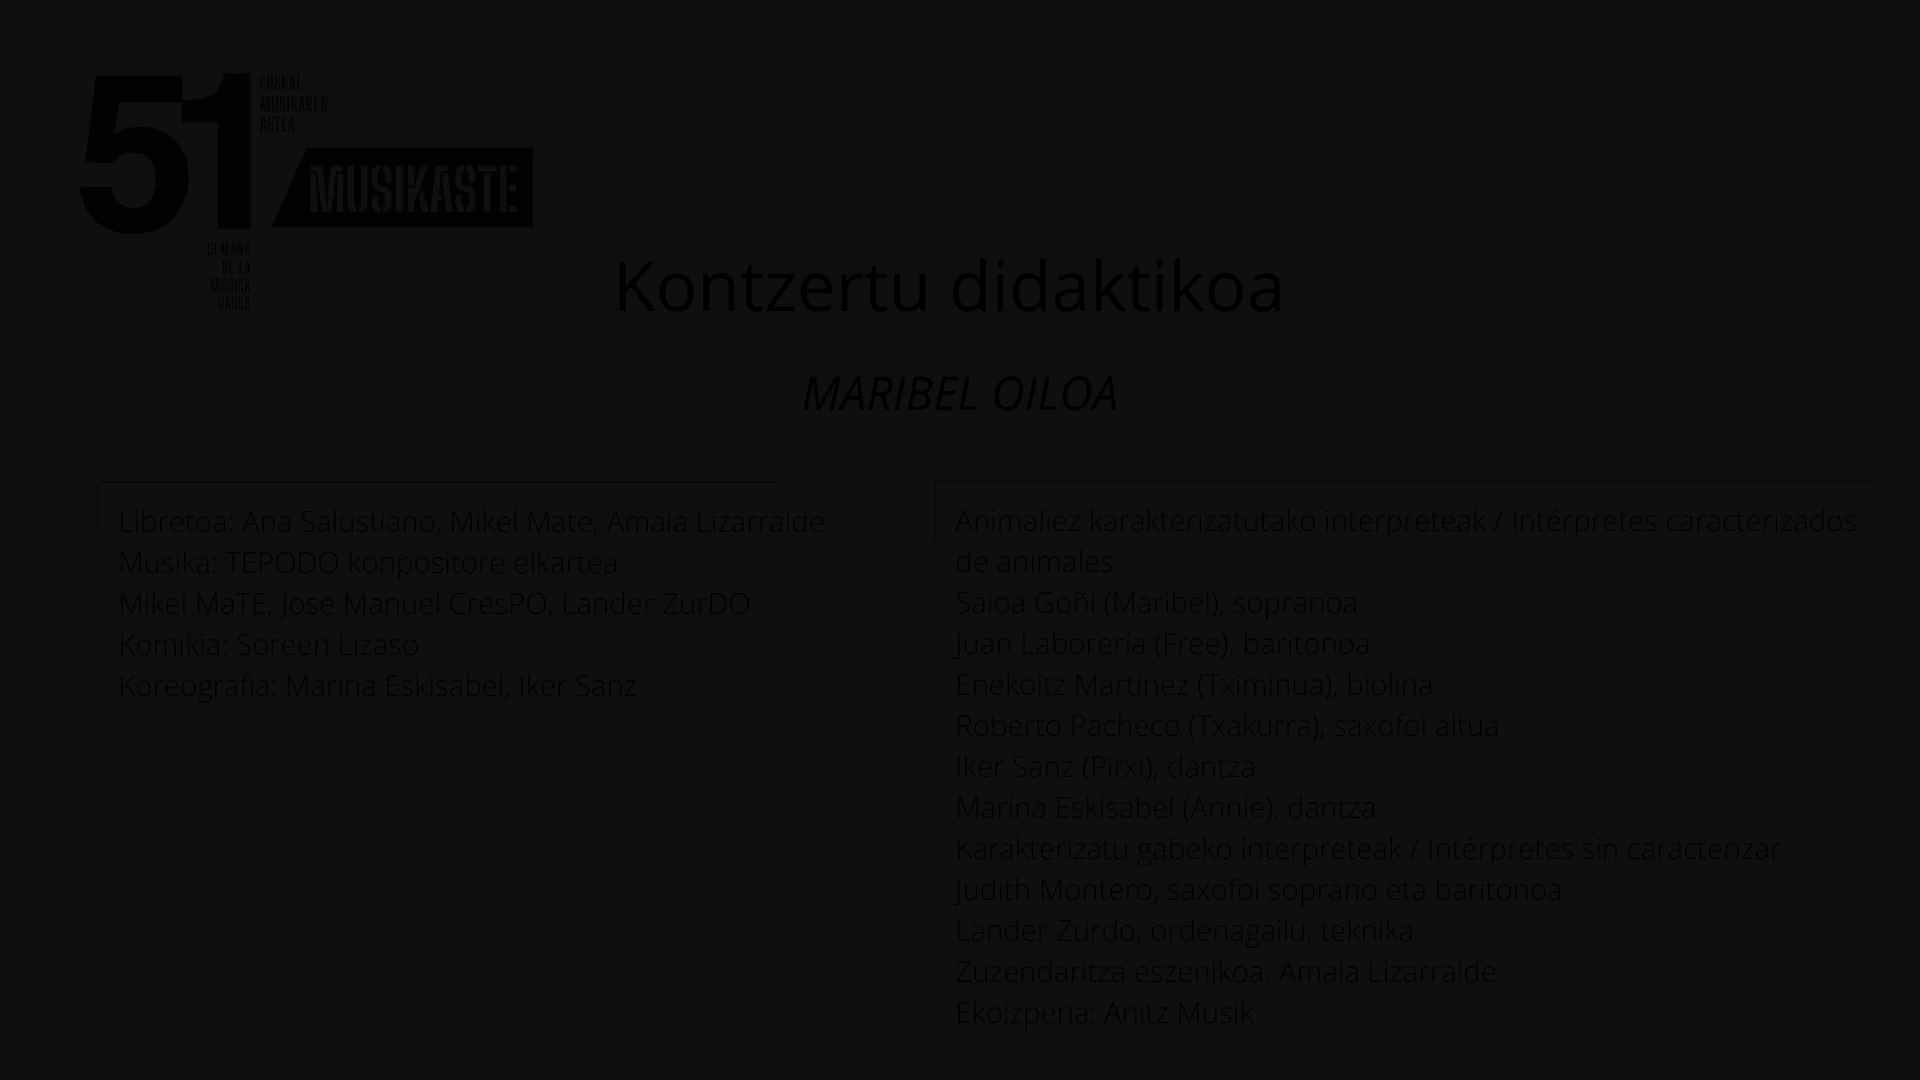 51
EUSKAL
MUSIKAREN
ASTEA
MUSIKASTE
SEMANA
DE LA
MÚSICA
VASCA
Kontzertu didaktikoa
MARIBEL OILOA
Libretoa: Ana Salustiano, Mikel Mate, Amaia Lizarralde
Musika: TEPODO konpositore elkartea
Mikel MaTE, Jose Manuel CresPO, Lander ZurDO
Komikia: Soreen Lizaso
Koreografia: Marina Eskisabel, Iker Sanz
Animaliez karakterizatutako interpreteak / Intérpretes caracterizados
de animales
Saioa Goñi (Maribel), sopranoa
Juan Laborería (Free), baritonoa
Enekoitz Martinez (Tximinua), biolina
Roberto Pacheco (Txakurra), saxofoi altua
Iker Sanz (Pitxi), dantza
Marina Eskisabel (Annie), dantza
Karakterizatu gabeko interpreteak / Intérpretes sin caracterizar
Judith Montero, saxofoi soprano eta baritonoa
Lander Zurdo, ordenagailu, teknika
Zuzendaritza eszenikoa: Amaia Lizarralde
Ekoizpena: Anitz Musik